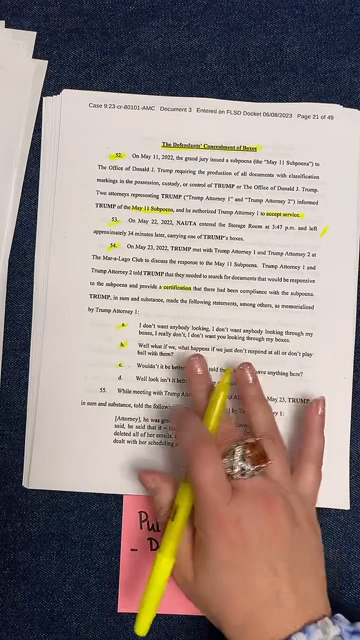 Case 9:23-cr-80101-AMC Document 3 Entered on FLSD Docket 06/08/2023 Page 21 of 49
The Defendants' Concealment of Boxes
52. On May 11, 2022, the grand jury issued a subpoena (the "May 11 Subpoena") to
The Office of Donald J. Trump requiring the production of all documents with classification
markings in the possession, custody, or control of TRUMP or The Office of Donald J. Trump.
Two attorneys representing TRUMP ("Trump Attorney 1" and "Trump Attorney 2") informed
TRUMP of the May 11 Subpoena, and he authorized Trump Attorney 1 to accept service.
53. On May 22, 2022, NAUTA entered the Storage Room at 3:47 p.m. and left
approximately 34 minutes later, carrying one of TRUMP's boxes.
54. On May 23, 2022, TRUMP met with Trump Attorney 1 and Trump Attorney 2 at
The Mar-a-Lago Club to discuss the response to the May 11 Subpoena. Trump Attorney 1 and
Trump Attorney 2 told TRUMP that they needed to search for documents that would be responsive
to the subpoena and provide a certification that there had been compliance with the subpoena.
TRUMP, in sum and substance, made the following statements, among others, as memorialized
by Trump Attorney 1:
a. I don't want anybody looking, I don't want anybody looking through my
boxes, I really don't, I don't want you looking through my boxes.
b. Well what if we, what happens if we just don't respond at all or don't play
ball with them?
c. Wouldn't it be better told the have anything here?
d. Well look isn't it
55. While meeting with Trump May 23, TRUMP,
in sum and substance, told the following by Trump Attorney 1:
[Attorney], he was
said, he said that it
deleted all of her emails,
dealt with her scheduling